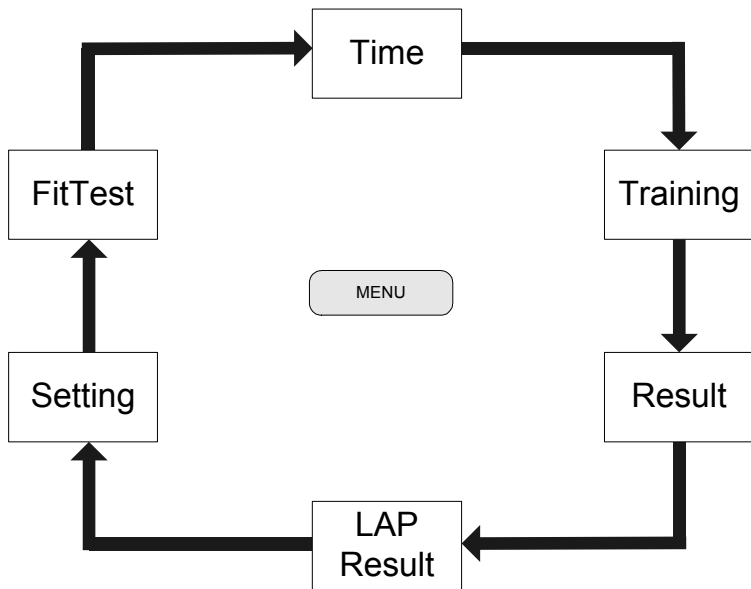 Time
FitTest
Training
MENU
Setting
Result
LAP
Result